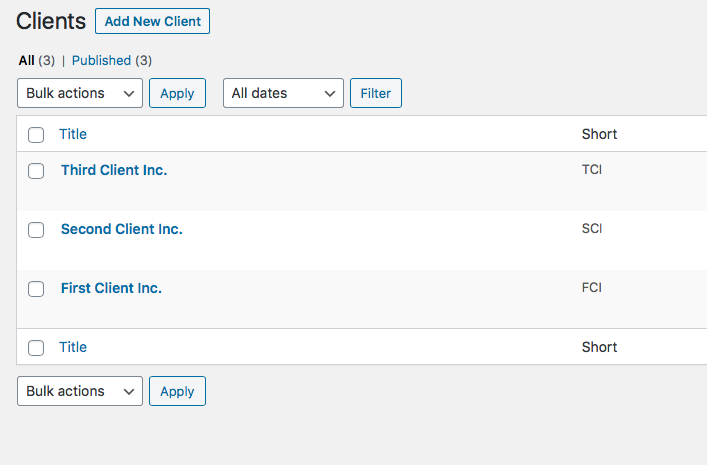 Clients Add New Client
All (3) | Published (3)
Bulk actions Apply All dates Filter
Title Short
Third Client Inc. TCI
Second Client Inc. SCI
First Client Inc. FCI
Title Short
Bulk actions Apply